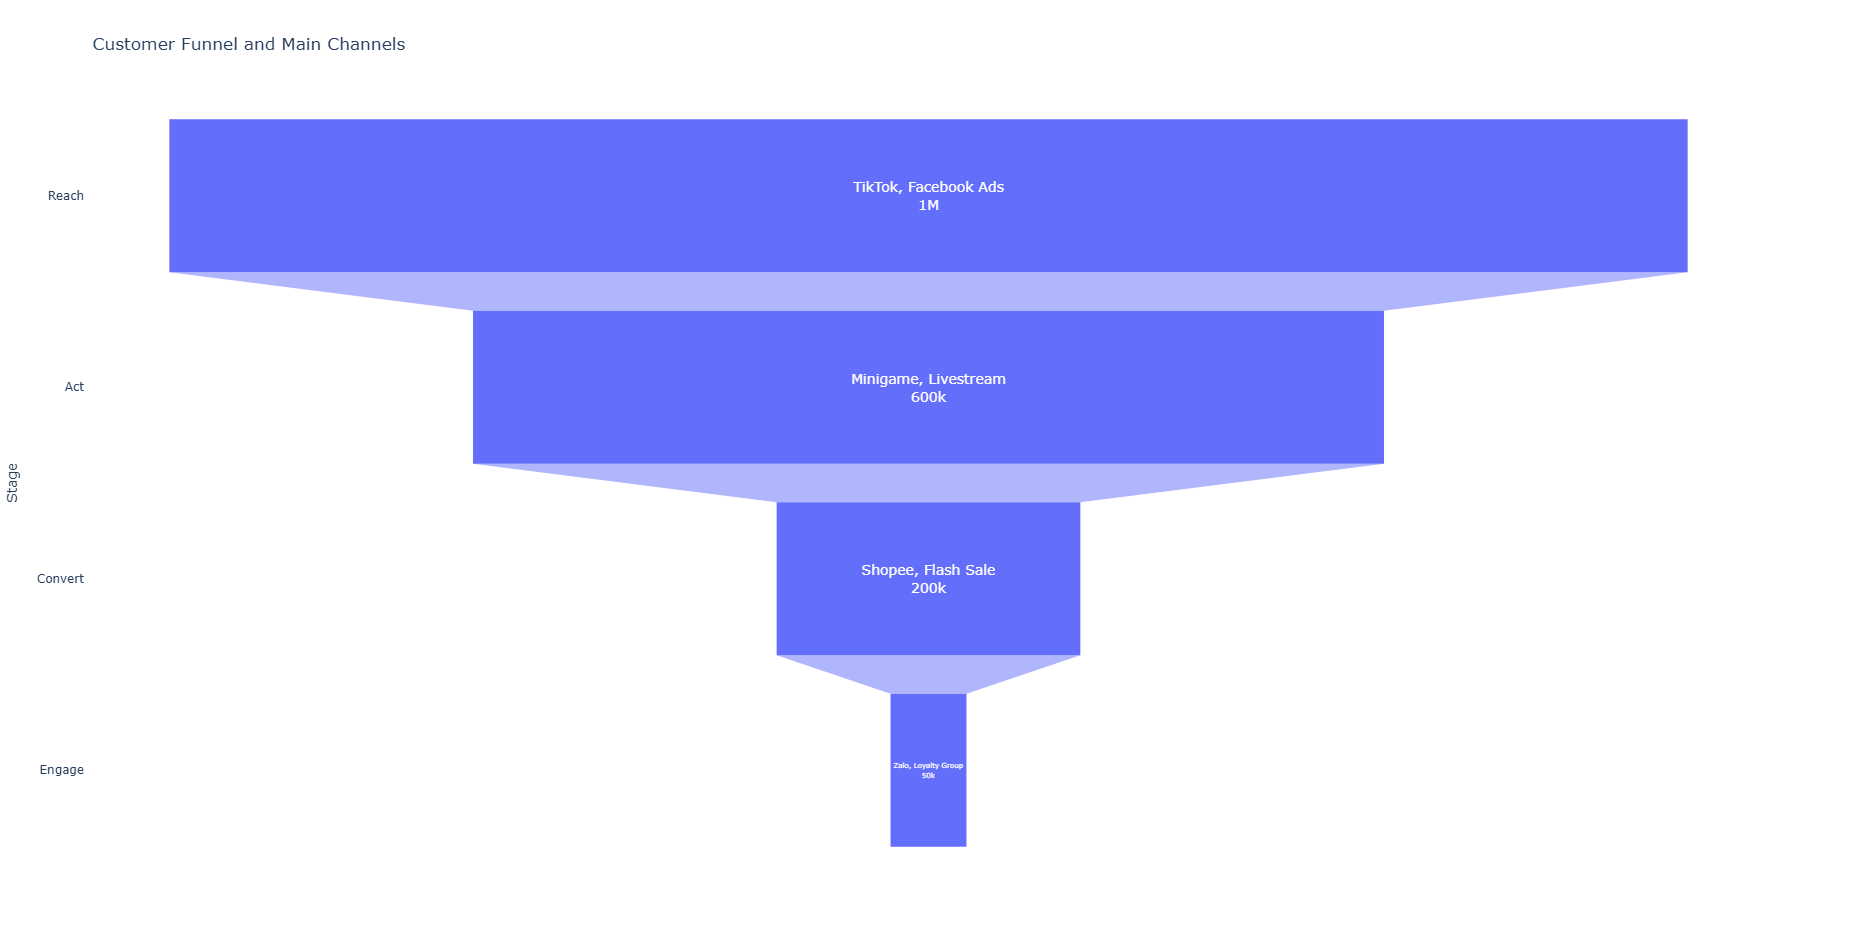 Customer Funnel and Main Channels
Reach
TikTok, Facebook Ads
1M
Act
Minigame, Livestream
600k
Stage
Convert
Shopee, Flash Sale
200k
Engage
Zalo, Loyalty Group
50k